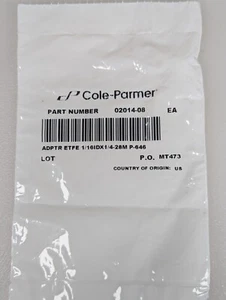 Cole-Parmer
PART NUMBER 02014-08 EA
ADPTR ETFE 1/16IDX1/4-28M P-646
LOT P.O. MT473
COUNTRY OF ORIGIN: US